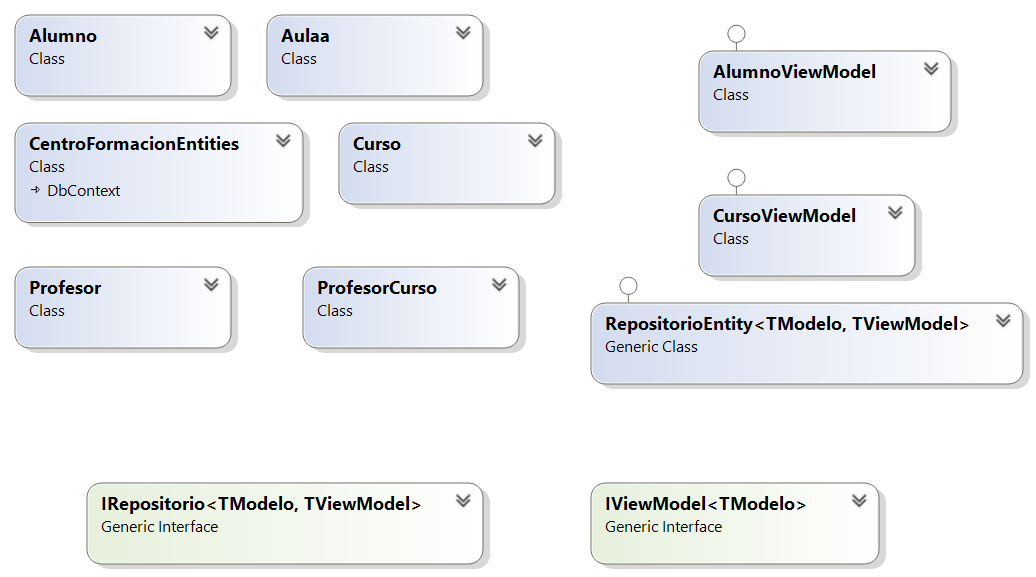 Alumno
Class
Aulaa
Class
AlumnoViewModel
Class
CentroFormacionEntities
Class
DbContext
Curso
Class
CursoViewModel
Class
Profesor
Class
ProfesorCurso
Class
RepositorioEntity<TModelo, TViewModel>
Generic Class
IRepositorio<TModelo, TViewModel>
Generic Interface
IViewModel<TModelo>
Generic Interface